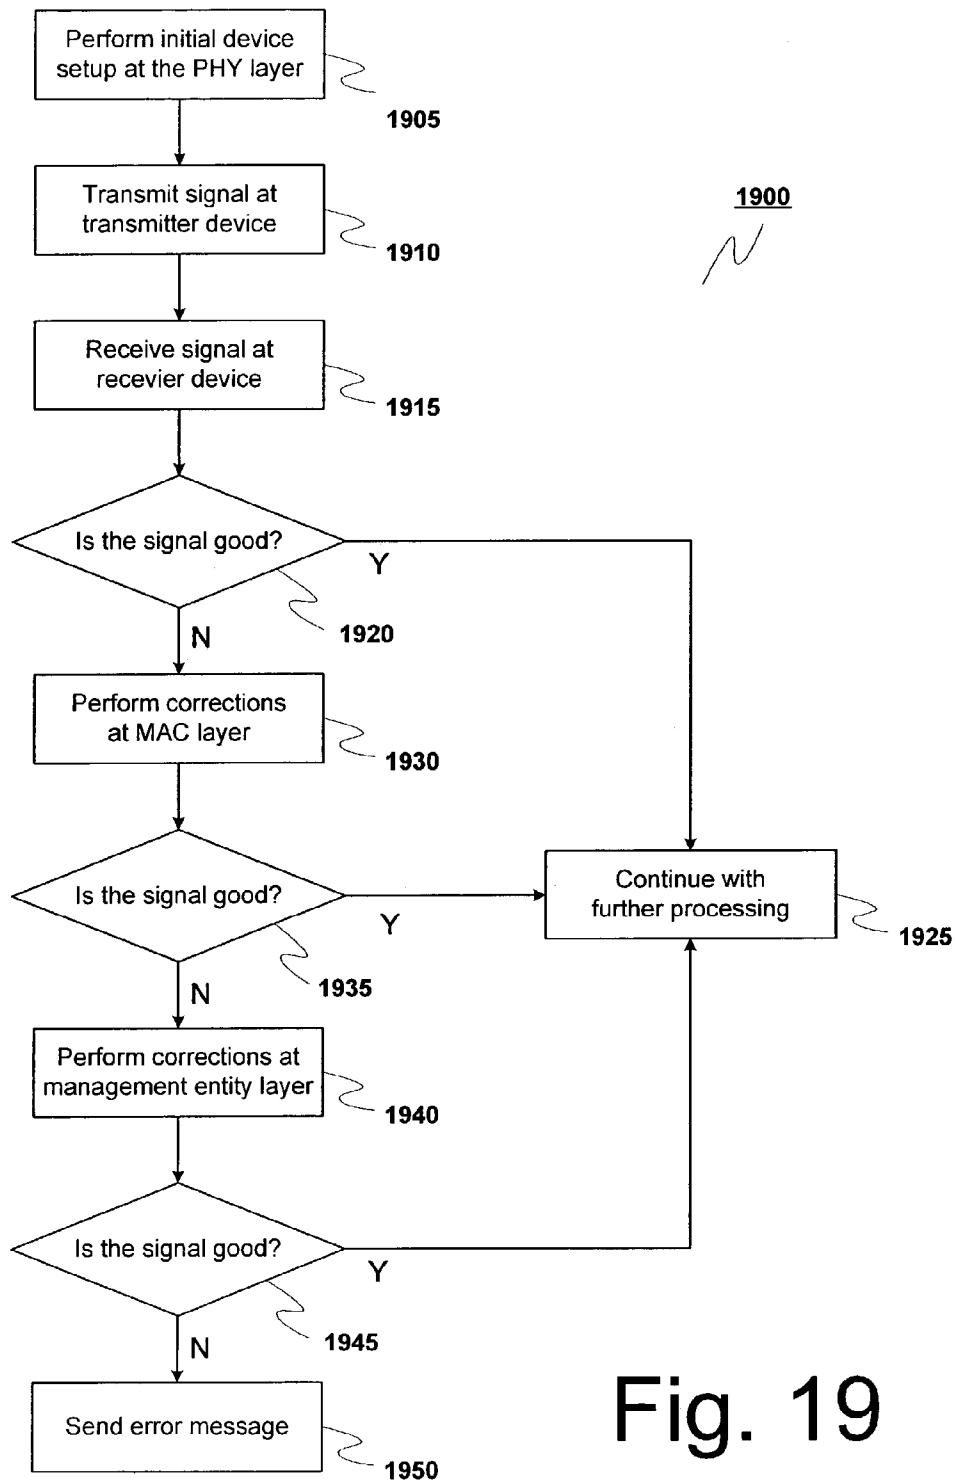 Perform initial device
setup at the PHY layer
1905
Transmit signal at
transmitter device
1910
1900
Receive signal at
recevier device
1915
Is the signal good?
Y
1920
N
Perform corrections
at MAC layer
1930
Is the signal good?
Y
1935
N
Continue with
further processing
1925
Perform corrections at
management entity layer
1940
Is the signal good?
Y
1945
N
Send error message
1950
Fig. 19